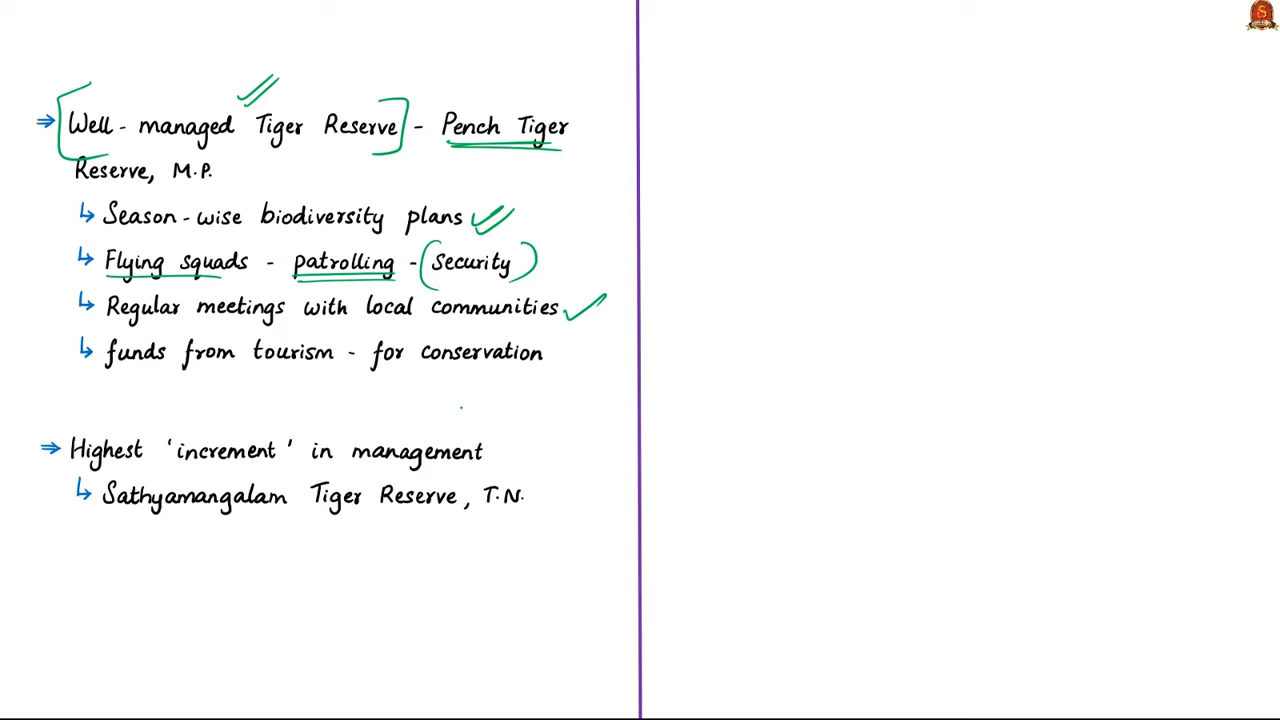 ⇒ Well - managed Tiger Reserve - Pench Tiger
Reserve, M.P.
↳ Season - wise biodiversity plans
↳ Flying squads - patrolling - (security)
↳ Regular meetings with local communities
↳ funds from tourism - for conservation
⇒ Highest 'increment' in management
↳ Sathyamangalam Tiger Reserve, T.N.